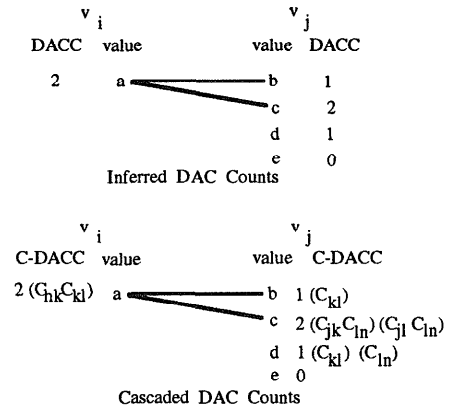 v i v j
DACC value value DACC
2 a b 1
c 2
d 1
e 0
Inferred DAC Counts
v i v j
C-DACC value value C-DACC
2 (ChkCkl) a b 1 (Ckl)
c 2 (CjkCln) (Cjl Cln)
d 1 (Ckl) (Cln)
e 0
Cascaded DAC Counts